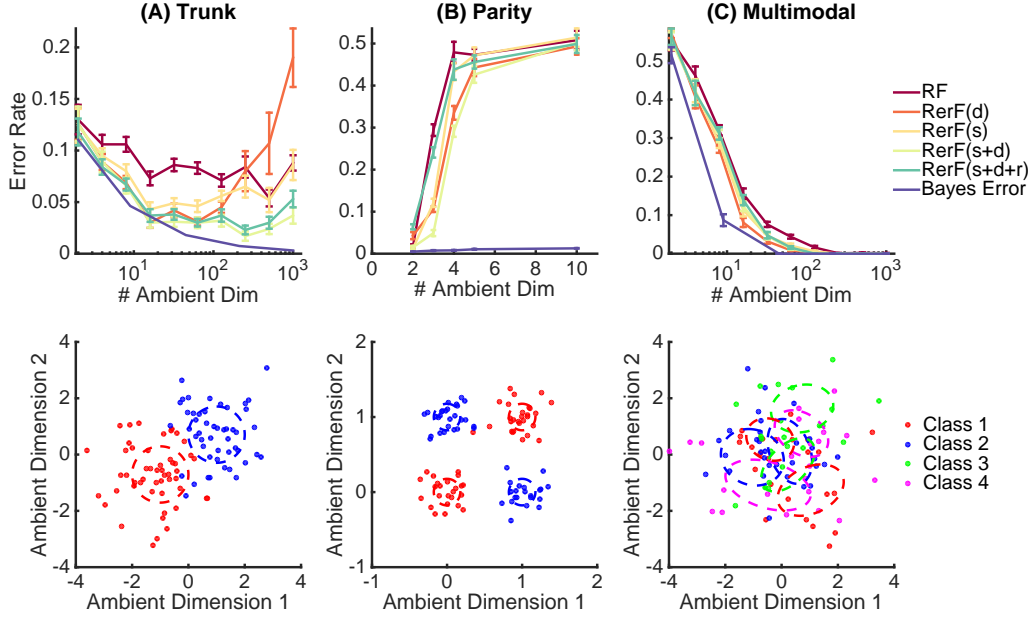 (A) Trunk
(B) Parity
(C) Multimodal
Error Rate
0.2
0.15
0.1
0.05
0
10^1
10^2
10^3
# Ambient Dim
0.5
0.4
0.3
0.2
0.1
0
0
2
4
6
8
10
# Ambient Dim
0.5
0.4
0.3
0.2
0.1
0
10^1
10^2
10^3
# Ambient Dim
RF
RerF(d)
RerF(s)
RerF(s+d)
RerF(s+d+r)
Bayes Error
Ambient Dimension 2
4
2
0
-2
-4
-4
-2
0
2
4
Ambient Dimension 1
Ambient Dimension 2
2
1
0
-1
-1
0
1
2
Ambient Dimension 1
Ambient Dimension 2
4
2
0
-2
-4
-4
-2
0
2
4
Ambient Dimension 1
Class 1
Class 2
Class 3
Class 4